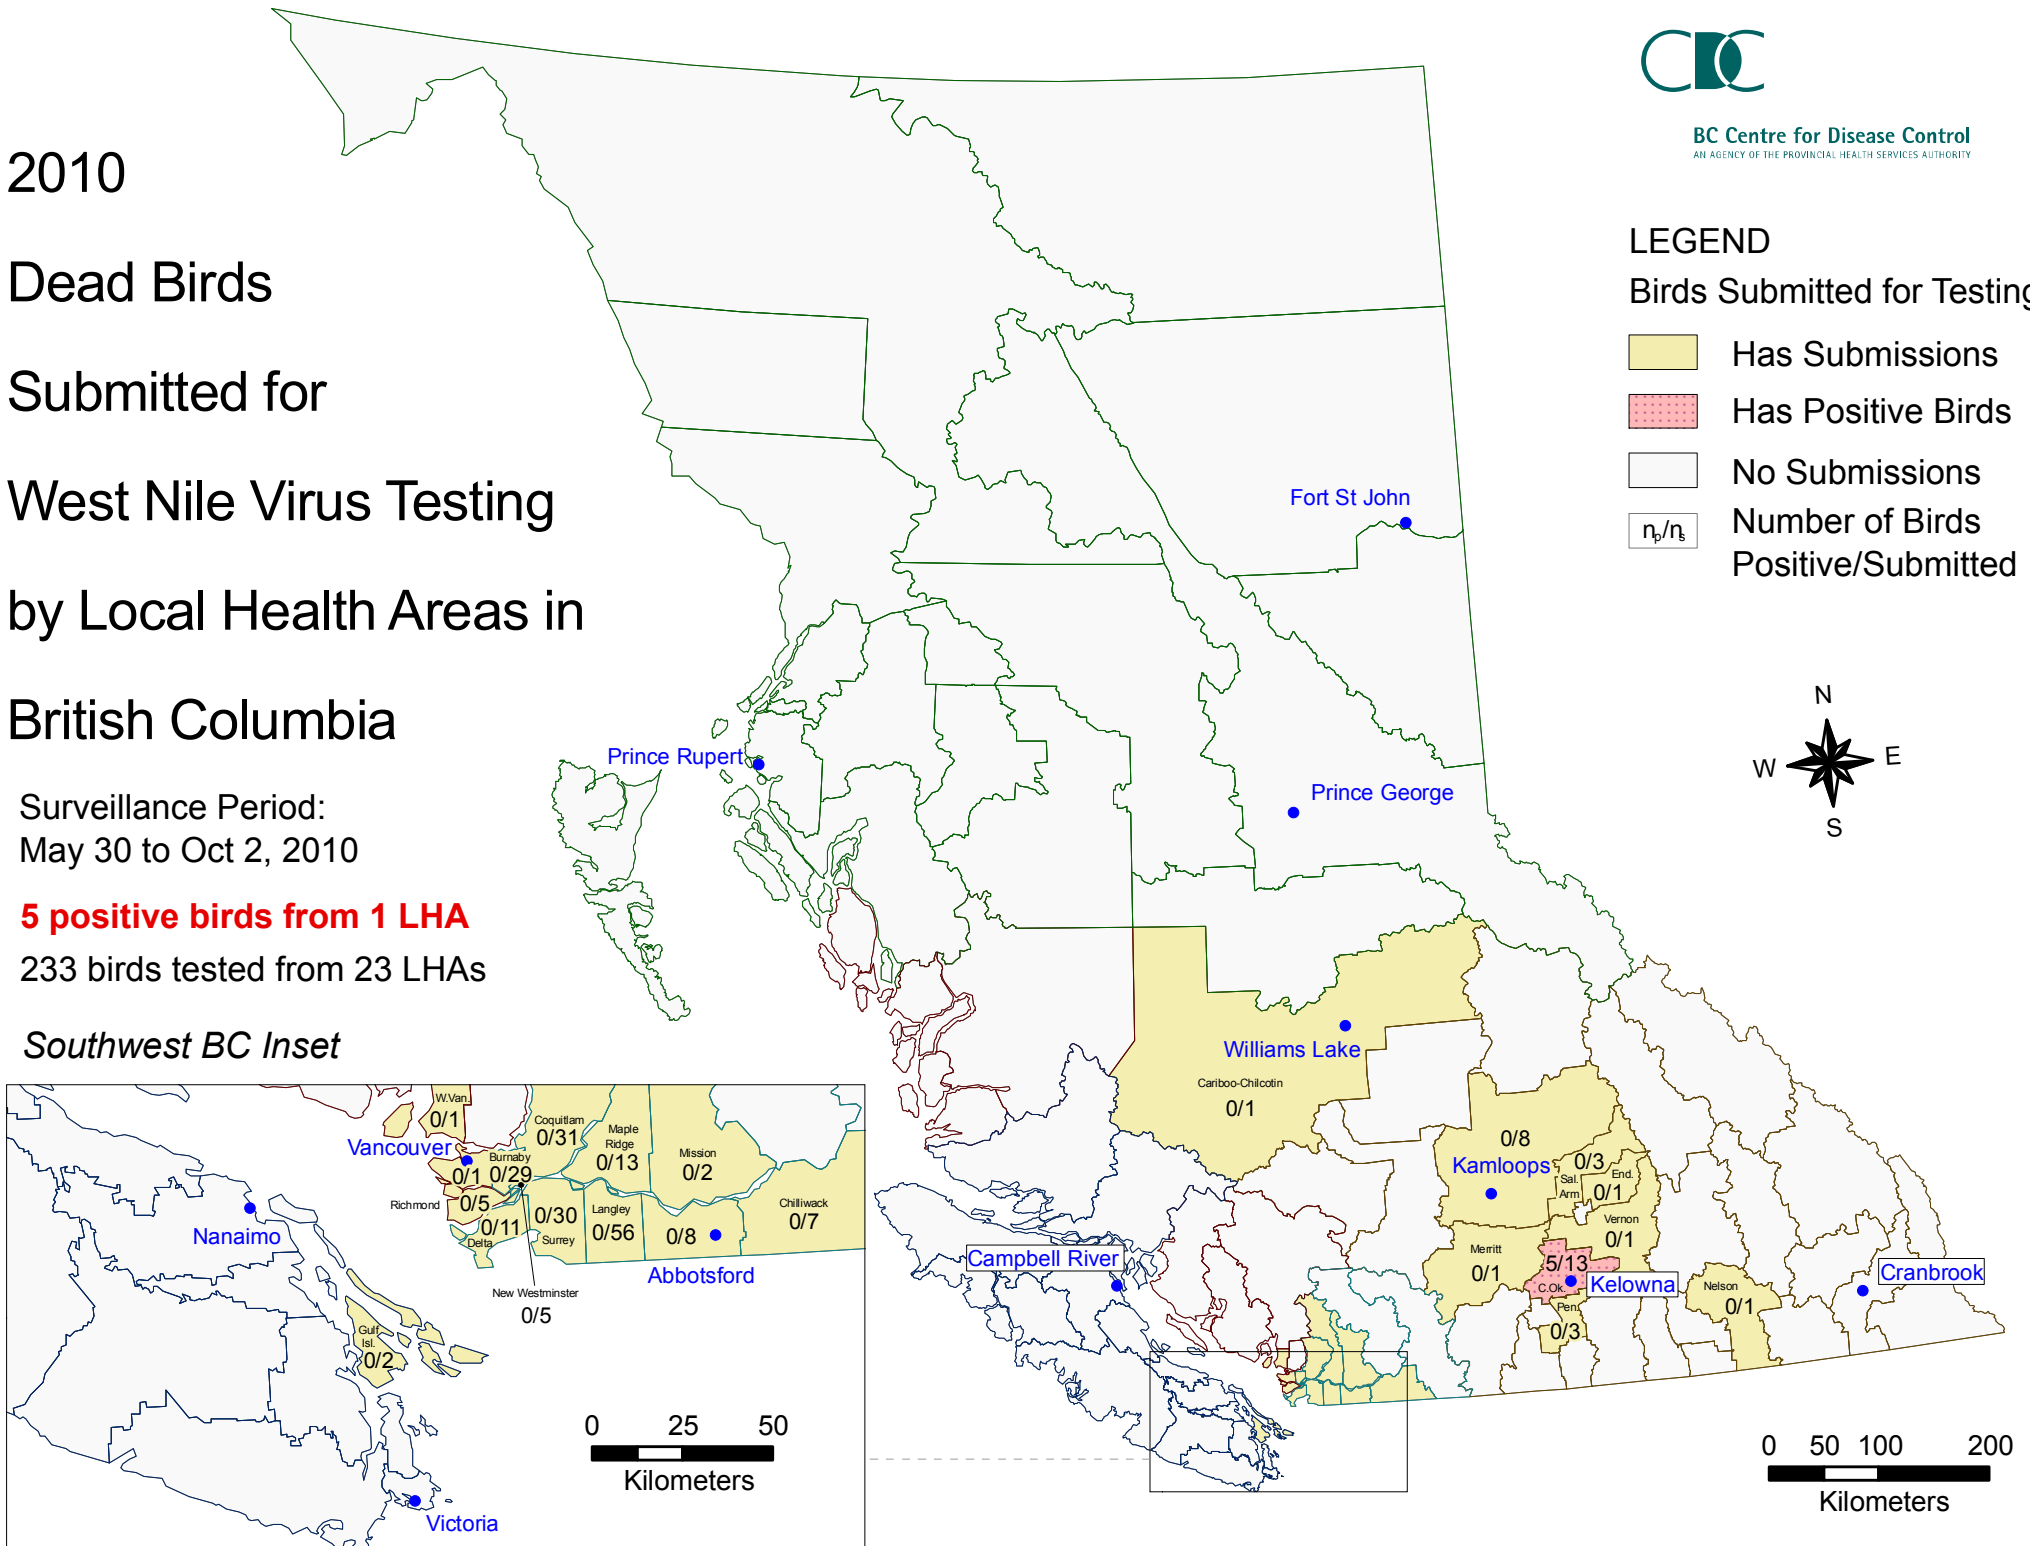 2010
Dead Birds
Submitted for
West Nile Virus Testing
by Local Health Areas in
British Columbia
Surveillance Period:
May 30 to Oct 2, 2010
5 positive birds from 1 LHA
233 birds tested from 23 LHAs
Southwest BC Inset
CDC
BC Centre for Disease Control
AN AGENCY OF THE PROVINCIAL HEALTH SERVICES AUTHORITY
LEGEND
Birds Submitted for Testing
Has Submissions
Has Positive Birds
No Submissions
np/ns
Number of Birds
Positive/Submitted
N
W
E
S
Fort St John
Prince Rupert
Prince George
Williams Lake
Cariboo-Chilcotin
0/1
0/8
Kamloops
0/3
Sal.
Arm
End.
0/1
Vernon
0/1
Merritt
0/1
5/13
C.Ok.
Kelowna
Pen.
0/3
Nelson
0/1
Cranbrook
Campbell River
W.Van.
0/1
Vancouver
0/1
Burnaby
0/29
Coquitlam
0/31
Maple
Ridge
0/13
Mission
0/2
Chilliwack
0/7
Richmond
0/5
0/11
Delta
0/30
Surrey
Langley
0/56
0/8
Abbotsford
New Westminster
0/5
Nanaimo
Gulf
Isl.
0/2
Victoria
0 25 50
Kilometers
0 50 100 200
Kilometers